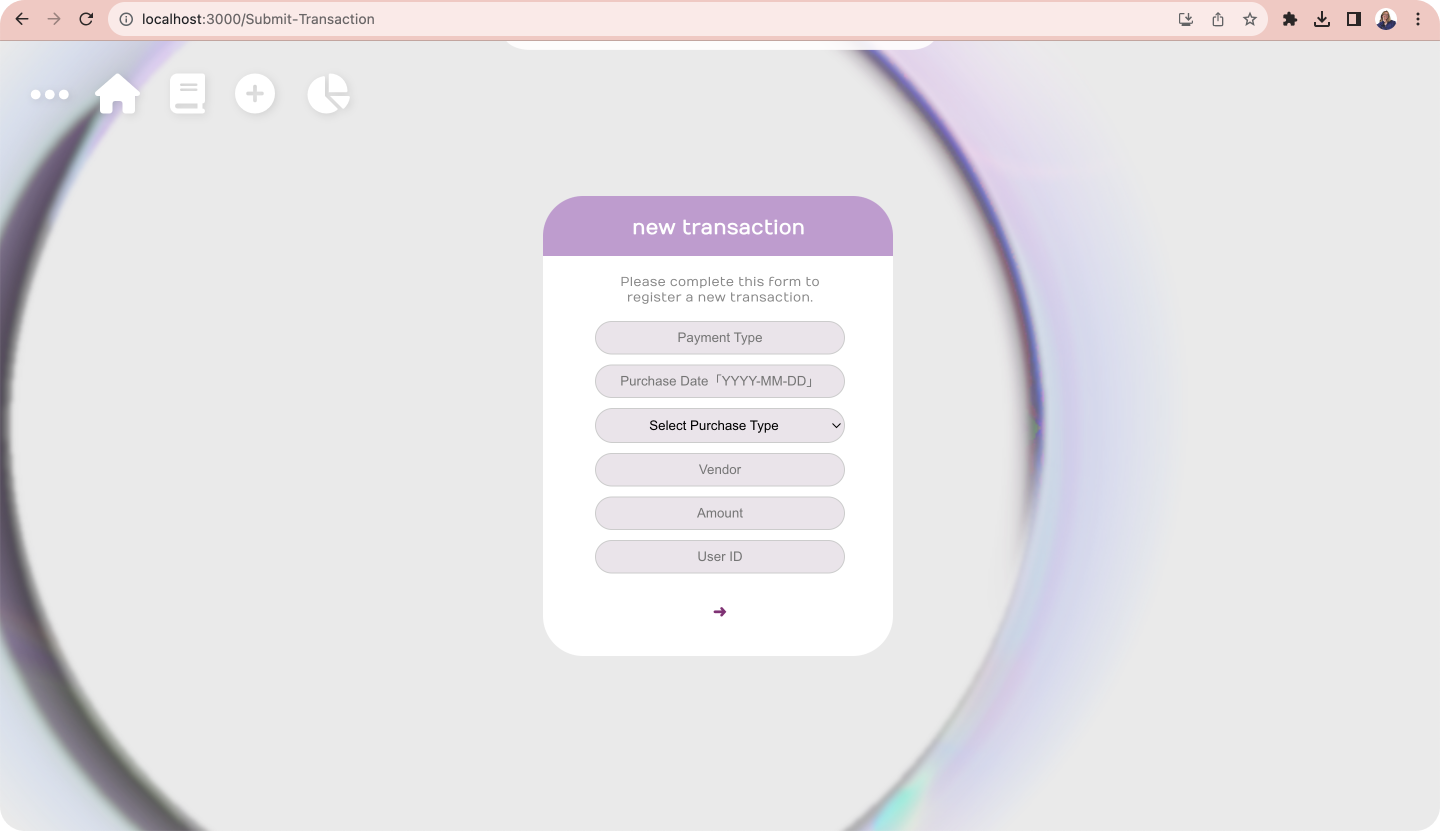 localhost:3000/Submit-Transaction
new transaction
Please complete this form to
register a new transaction.
Payment Type
Purchase Date「YYYY-MM-DD」
Select Purchase Type
Vendor
Amount
User ID